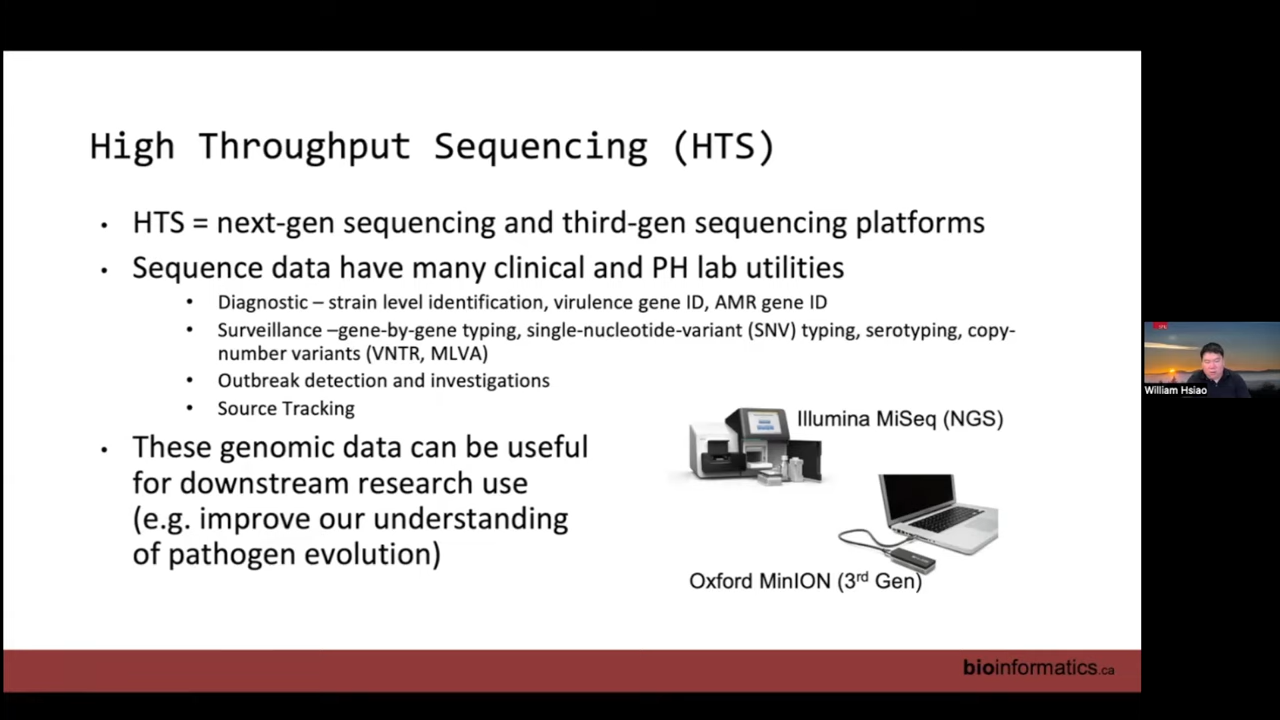 High Throughput Sequencing (HTS)
• HTS = next-gen sequencing and third-gen sequencing platforms
• Sequence data have many clinical and PH lab utilities
• Diagnostic – strain level identification, virulence gene ID, AMR gene ID
• Surveillance –gene-by-gene typing, single-nucleotide-variant (SNV) typing, serotyping, copy-
number variants (VNTR, MLVA)
• Outbreak detection and investigations
• Source Tracking
• These genomic data can be useful
for downstream research use
(e.g. improve our understanding
of pathogen evolution)
Illumina MiSeq (NGS)
Oxford MinION (3rd Gen)
William Hsiao
bioinformatics.ca